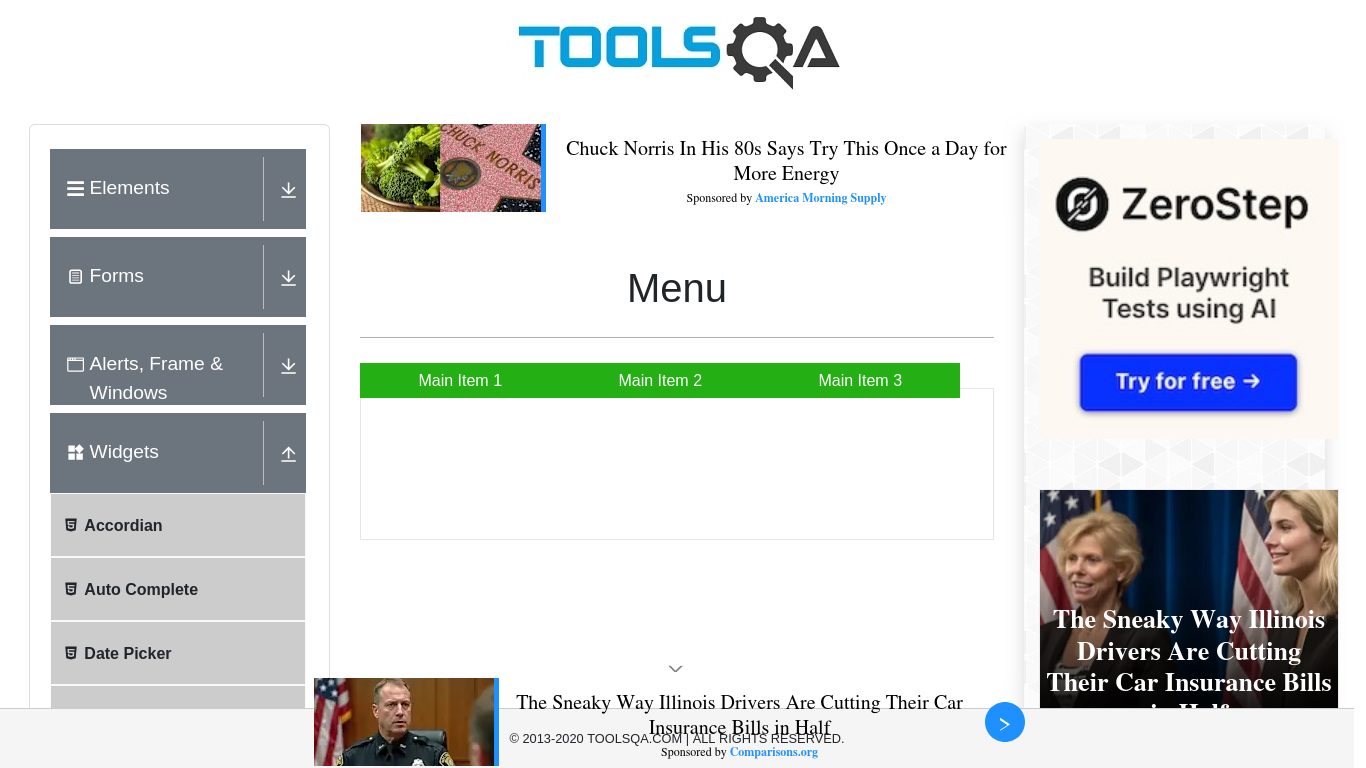 TOOLSQA
Elements
Forms
Alerts, Frame &
Windows
Widgets
Accordian
Auto Complete
Date Picker
CHUCK NORRIS
Chuck Norris In His 80s Says Try This Once a Day for
More Energy
Sponsored by America Morning Supply
Menu
Main Item 1 Main Item 2 Main Item 3
ZeroStep
Build Playwright
Tests using AI
Try for free →
The Sneaky Way Illinois
Drivers Are Cutting
Their Car Insurance Bills
in Half
The Sneaky Way Illinois Drivers Are Cutting Their Car
Insurance Bills in Half
© 2013-2020 TOOLSQA.COM | ALL RIGHTS RESERVED.
Sponsored by Comparisons.org